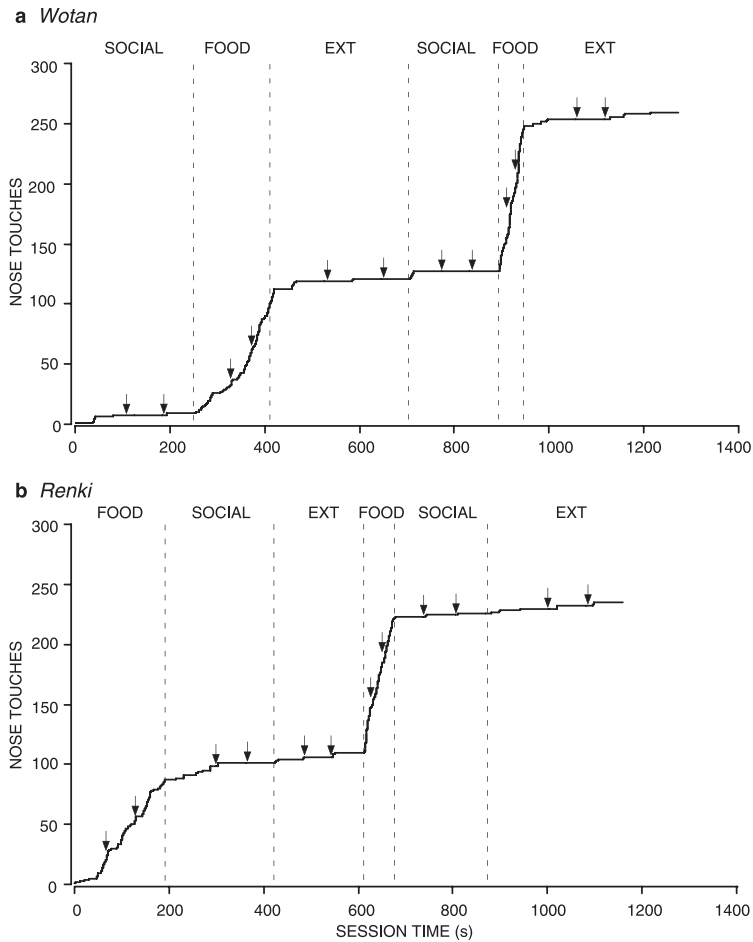 a Wotan
SOCIAL FOOD EXT SOCIAL FOOD EXT
300
250
200
150
100
50
0
NOSE TOUCHES
0 200 400 600 800 1000 1200 1400
b Renki
FOOD SOCIAL EXT FOOD SOCIAL EXT
300
250
200
150
100
50
0
NOSE TOUCHES
0 200 400 600 800 1000 1200 1400
SESSION TIME (s)